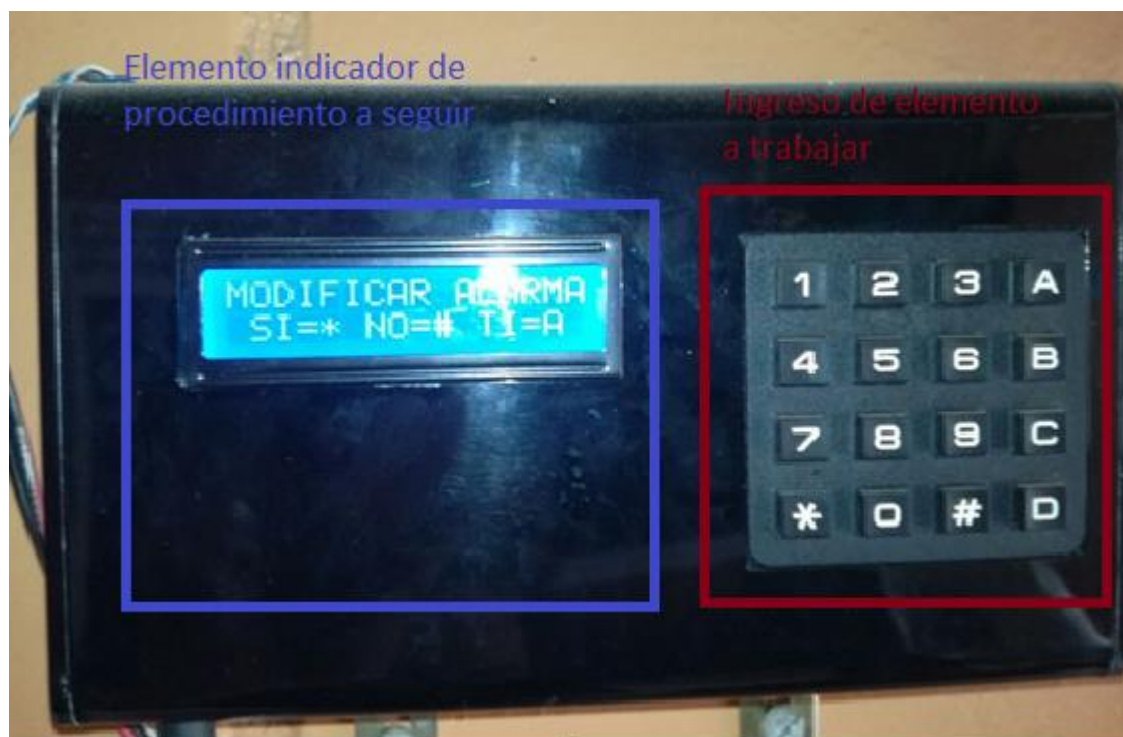 Elemento indicador de
procedimiento a seguir
Ingreso de elemento
a trabajar
MODIFICAR ALARMA
SI=* NO=# TI=A
1 2 3 A
4 5 6 B
7 8 9 C
* 0 # D